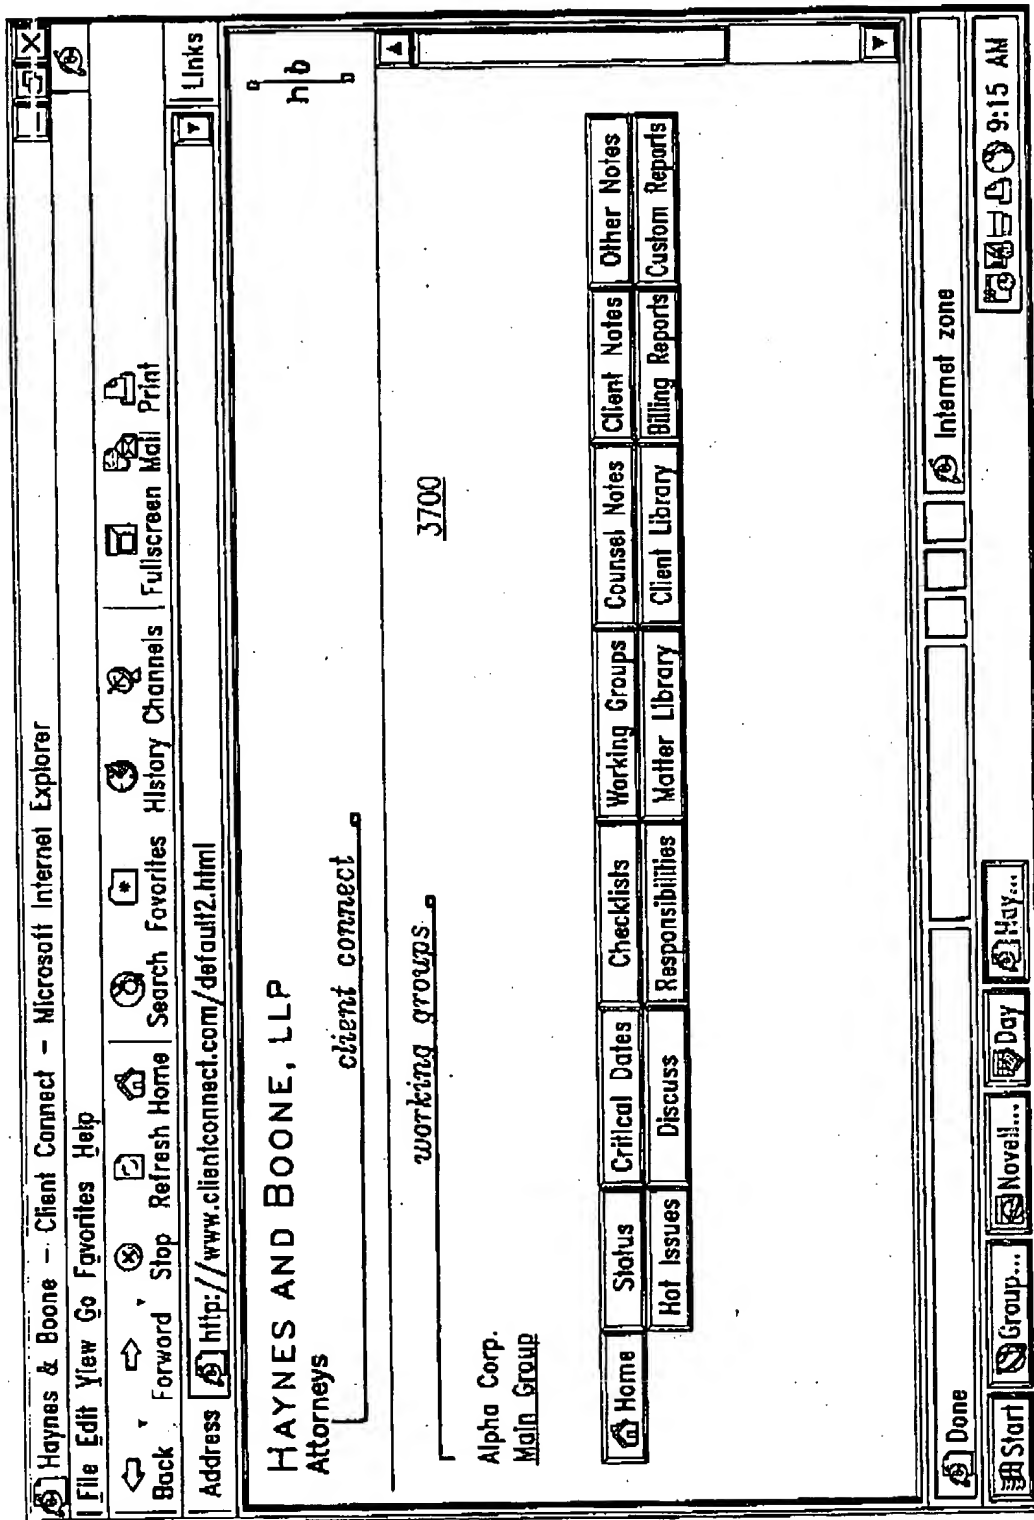 Haynes & Boone - Client Connect - Microsoft Internet Explorer
File Edit View Go Favorites Help
Back Forward Stop Refresh Home Search Favorites History Channels Fullscreen Mail Print
Address http://www.clientconnect.com/default2.html Links
HAYNES AND BOONE, LLP
Attorneys
client connect
h b
working groups
3700
Alpha Corp.
Main Group
Home Status Critical Dates Checklists Working Groups Counsel Notes Client Notes Other Notes
Hot Issues Discuss Responsibilities Matter Library Client Library Billing Reports Custom Reports
Done Internet zone
Start Group... Novell... Day Hay... 9:15 AM